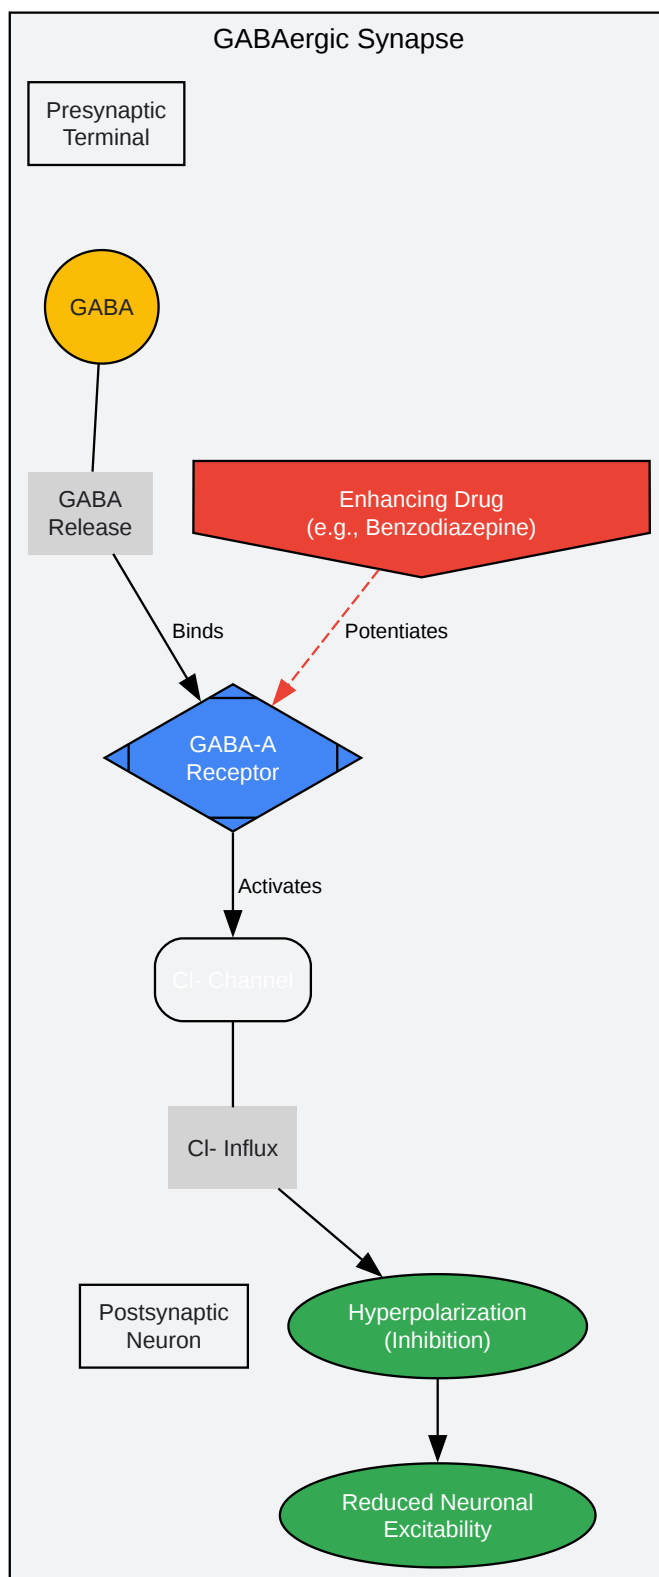 GABAergic Synapse
Presynaptic
Terminal
GABA
GABA
Release
Enhancing Drug
(e.g., Benzodiazepine)
Binds
Potentiates
GABA-A
Receptor
Activates
Cl- Channel
Cl- Influx
Postsynaptic
Neuron
Hyperpolarization
(Inhibition)
Reduced Neuronal
Excitability